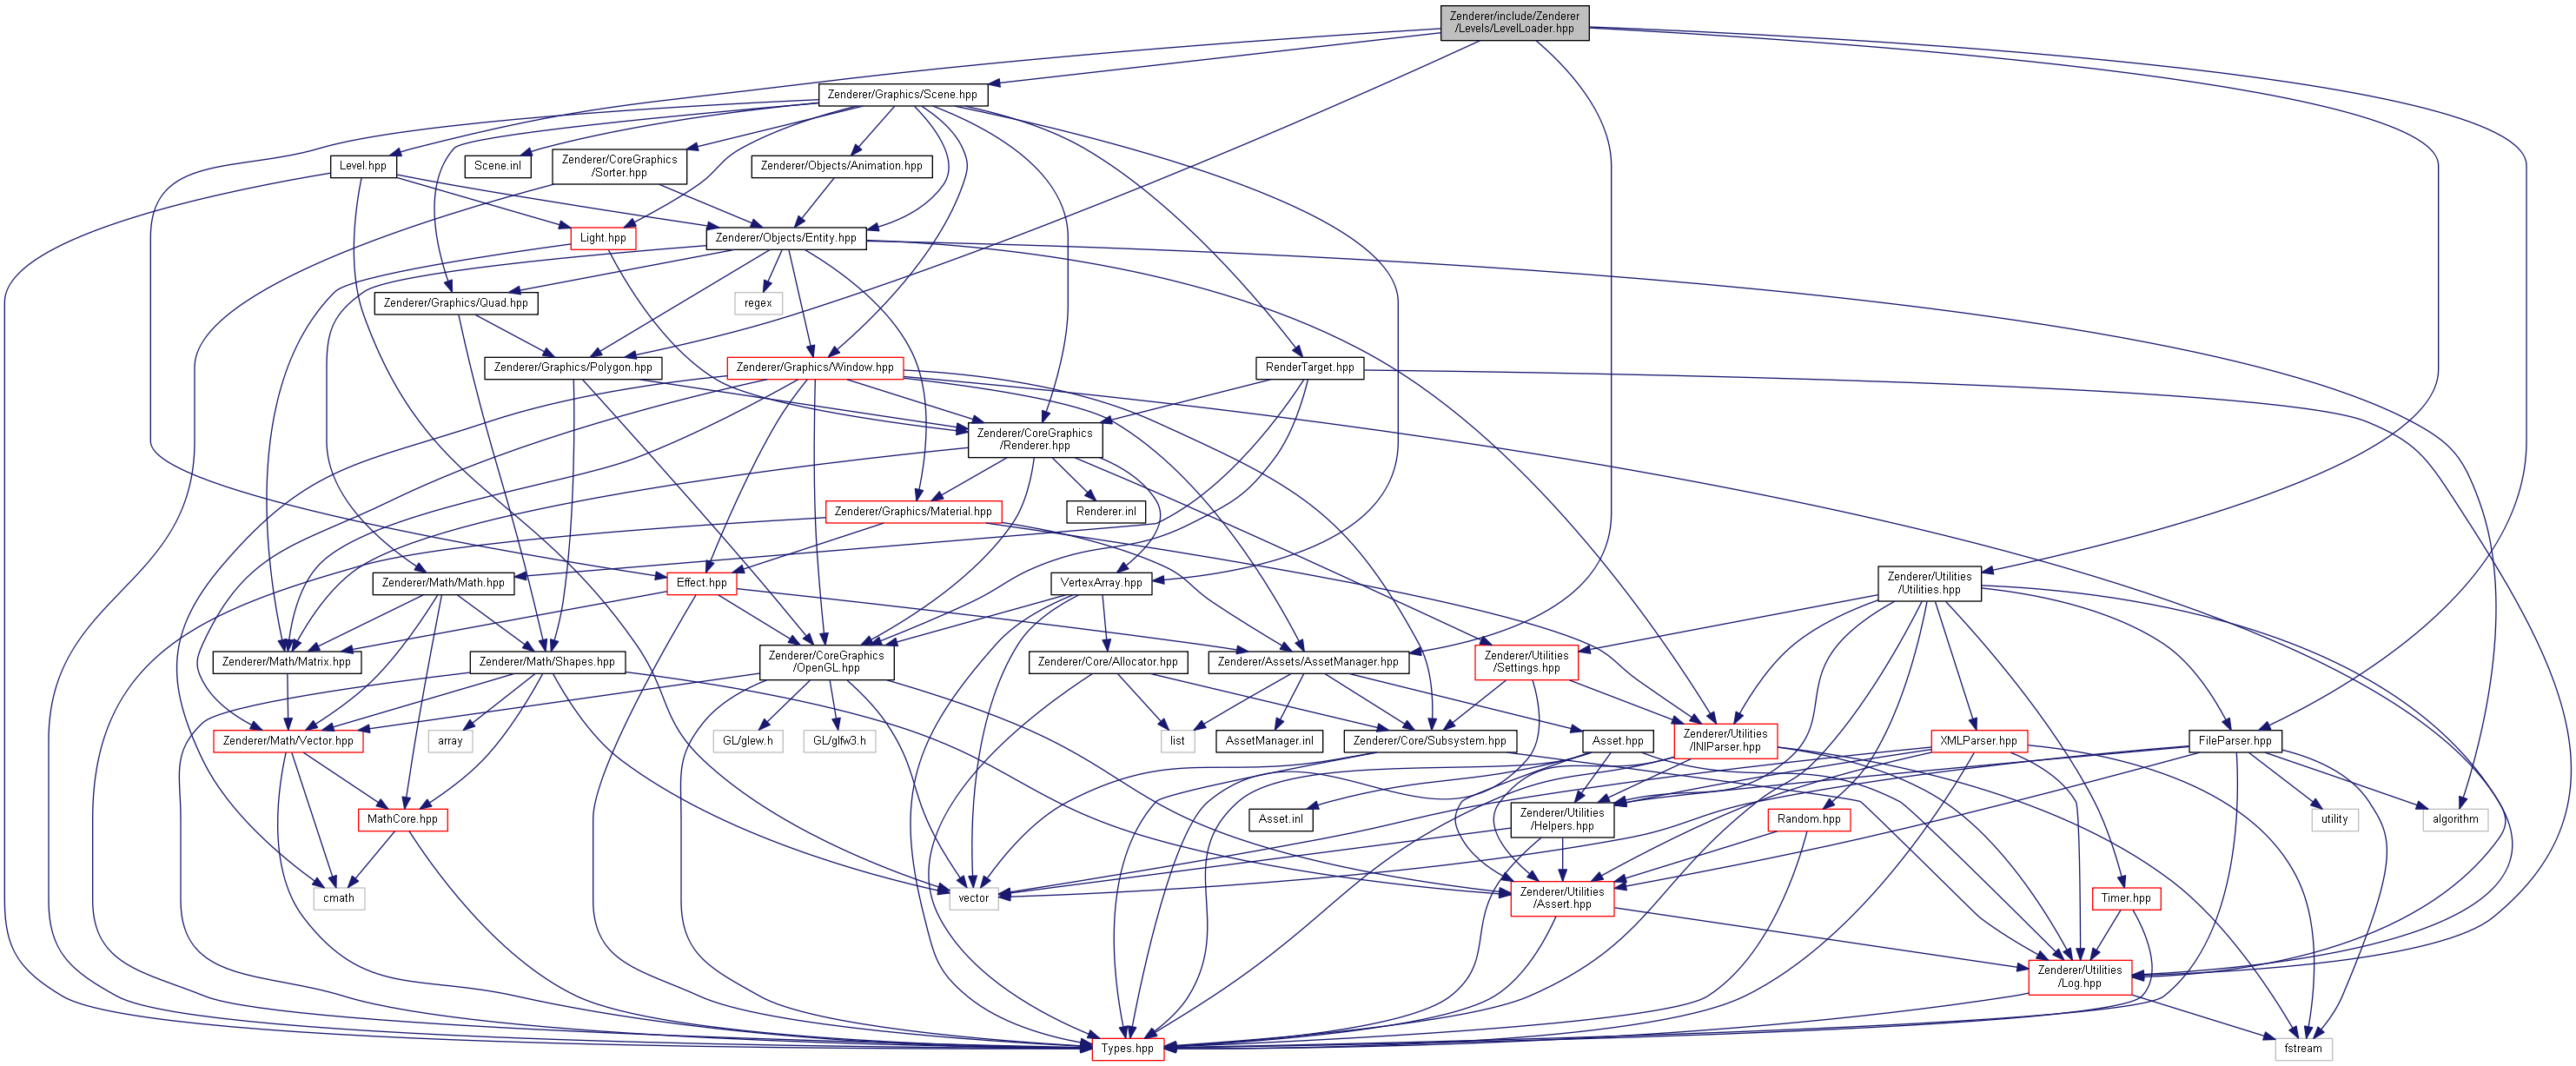 Zenderer/include/Zenderer
/Levels/LevelLoader.hpp
Zenderer/Graphics/Scene.hpp
Level.hpp
Scene.inl
Zenderer/CoreGraphics
/Sorter.hpp
Zenderer/Objects/Animation.hpp
Light.hpp
Zenderer/Objects/Entity.hpp
Zenderer/Graphics/Quad.hpp
regex
Zenderer/Graphics/Polygon.hpp
Zenderer/Graphics/Window.hpp
RenderTarget.hpp
Zenderer/CoreGraphics
/Renderer.hpp
Zenderer/Graphics/Material.hpp
Renderer.inl
Zenderer/Math/Math.hpp
Effect.hpp
VertexArray.hpp
Zenderer/Utilities
/Utilities.hpp
Zenderer/Math/Matrix.hpp
Zenderer/Math/Shapes.hpp
Zenderer/CoreGraphics
/OpenGL.hpp
Zenderer/Core/Allocator.hpp
Zenderer/Assets/AssetManager.hpp
Zenderer/Utilities
/Settings.hpp
Zenderer/Math/Vector.hpp
array
GL/glew.h
GL/glfw3.h
list
AssetManager.inl
Zenderer/Core/Subsystem.hpp
Asset.hpp
Zenderer/Utilities
/INIParser.hpp
XMLParser.hpp
FileParser.hpp
MathCore.hpp
Asset.inl
Zenderer/Utilities
/Helpers.hpp
Random.hpp
utility
algorithm
cmath
vector
Zenderer/Utilities
/Assert.hpp
Timer.hpp
Zenderer/Utilities
/Log.hpp
Types.hpp
fstream